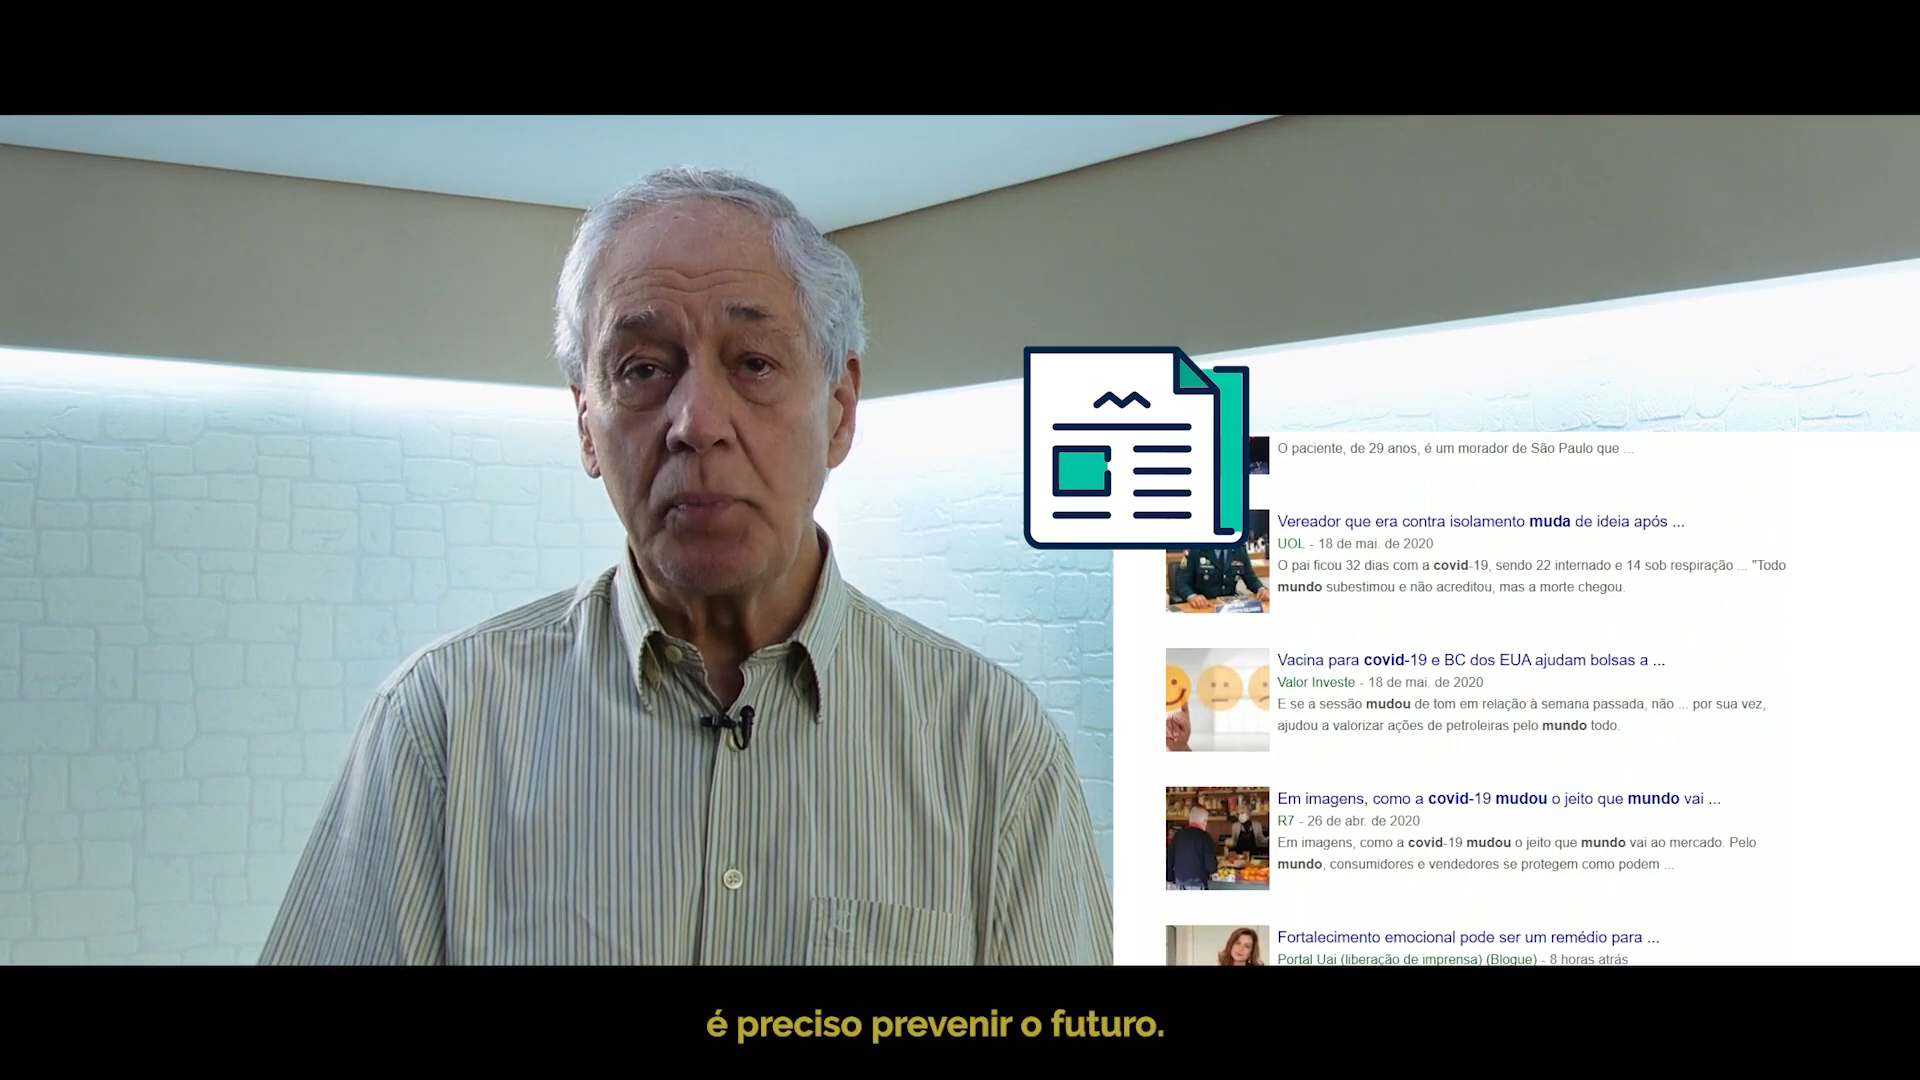 O paciente, de 29 anos, é um morador de São Paulo que ...
Vereador que era contra isolamento muda de ideia após ...
UOL - 18 de mai. de 2020
O pai ficou 32 dias com a covid-19, sendo 22 internado e 14 sob respiração ... "Todo
mundo subestimou e não acreditou, mas a morte chegou.
Vacina para covid-19 e BC dos EUA ajudam bolsas a ...
Valor Investe - 18 de mai. de 2020
E se a sessão mudou de tom em relação à semana passada, não ... por sua vez,
ajudou a valorizar ações de petroleiras pelo mundo todo.
Em imagens, como a covid-19 mudou o jeito que mundo vai ...
R7 - 26 de abr. de 2020
Em imagens, como a covid-19 mudou o jeito que mundo vai ao mercado. Pelo
mundo, consumidores e vendedores se protegem como podem ...
Fortalecimento emocional pode ser um remédio para ...
Portal Uai (liberação de imprensa) (Blogue) - 8 horas atrás
é preciso prevenir o futuro.